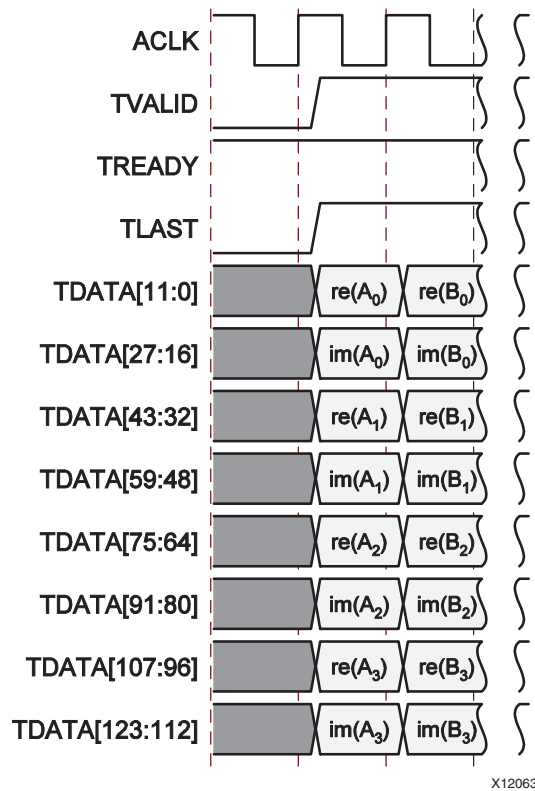 ACLK
TVALID
TREADY
TLAST
TDATA[11:0] re(A₀) re(B₀)
TDATA[27:16] im(A₀) im(B₀)
TDATA[43:32] re(A₁) re(B₁)
TDATA[59:48] im(A₁) im(B₁)
TDATA[75:64] re(A₂) re(B₂)
TDATA[91:80] im(A₂) im(B₂)
TDATA[107:96] re(A₃) re(B₃)
TDATA[123:112] im(A₃) im(B₃)
X12063